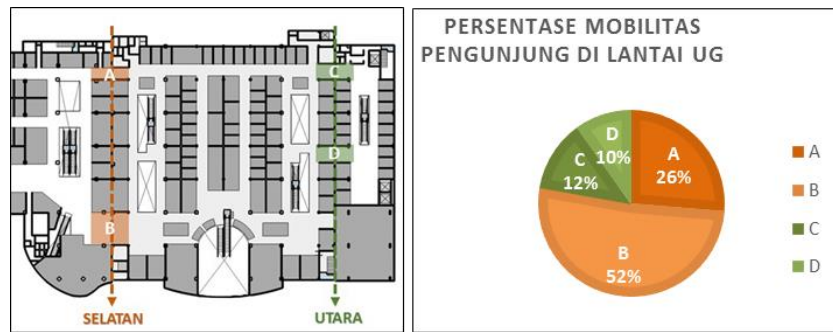 A
B
C
D
SELATAN
UTARA
PERSENTASE MOBILITAS
PENGUNJUNG DI LANTAI UG
A
26%
B
52%
C
12%
D
10%
A
B
C
D